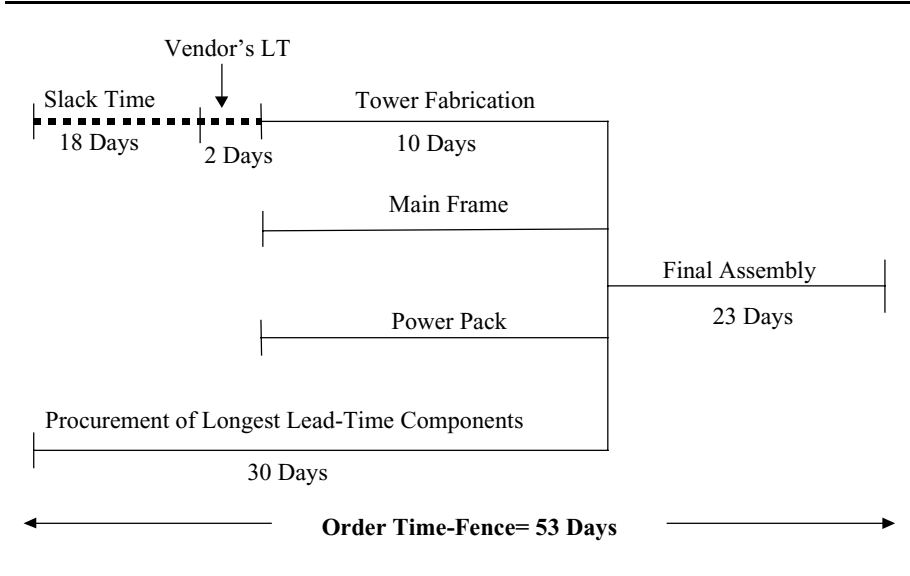 Vendor’s LT
Slack Time
Tower Fabrication
18 Days
2 Days
10 Days
Main Frame
Final Assembly
23 Days
Power Pack
Procurement of Longest Lead-Time Components
30 Days
Order Time-Fence= 53 Days